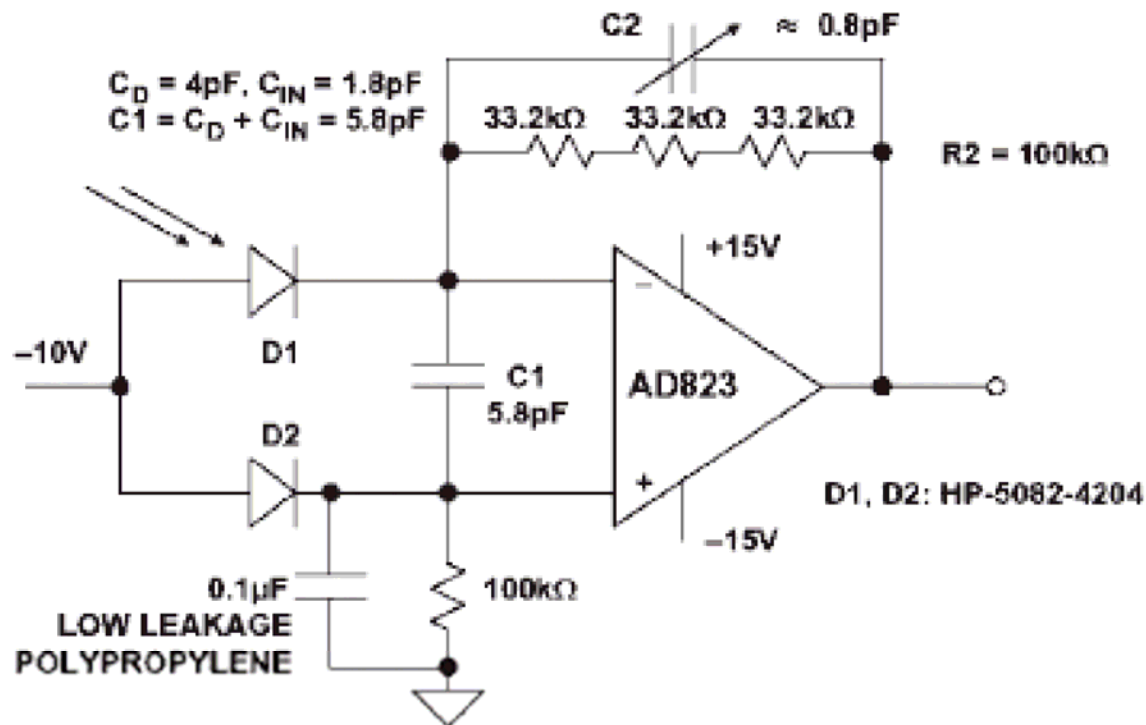 C2 ≈ 0.8pF
C_D = 4pF, C_IN = 1.8pF
C1 = C_D + C_IN = 5.8pF
33.2kΩ 33.2kΩ 33.2kΩ
R2 = 100kΩ
+15V
−
–10V
D1
C1
5.8pF
AD823
D2
+
D1, D2: HP-5082-4204
–15V
0.1µF
100kΩ
LOW LEAKAGE
POLYPROPYLENE